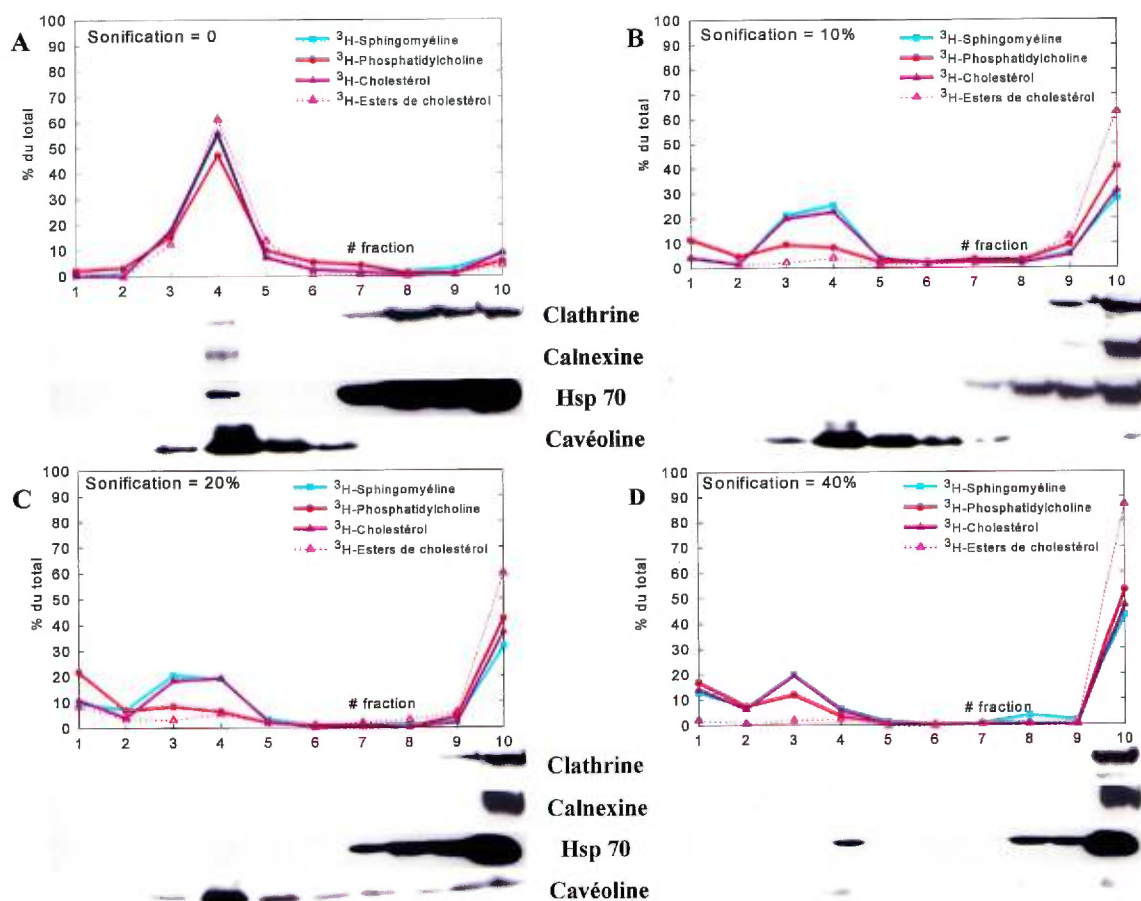 A
Sonification = 0
³H-Sphingomyéline
³H-Phosphatidylcholine
³H-Cholestérol
³H-Esters de cholestérol
% du total
100
90
80
70
60
50
40
30
20
10
0
# fraction
1 2 3 4 5 6 7 8 9 10
B
Sonification = 10%
³H-Sphingomyéline
³H-Phosphatidylcholine
³H-Cholestérol
³H-Esters de cholestérol
% du total
100
90
80
70
60
50
40
30
20
10
0
# fraction
1 2 3 4 5 6 7 8 9 10
Clathrine
Calnexine
Hsp 70
Cavéoline
C
Sonification = 20%
³H-Sphingomyéline
³H-Phosphatidylcholine
³H-Cholestérol
³H-Esters de cholestérol
% du total
100
90
80
70
60
50
40
30
20
10
0
# fraction
1 2 3 4 5 6 7 8 9 10
D
Sonification = 40%
³H-Sphingomyéline
³H-Phosphatidylcholine
³H-Cholestérol
³H-Esters de cholestérol
% du total
100
90
80
70
60
50
40
30
20
10
0
# fraction
1 2 3 4 5 6 7 8 9 10
Clathrine
Calnexine
Hsp 70
Cavéoline